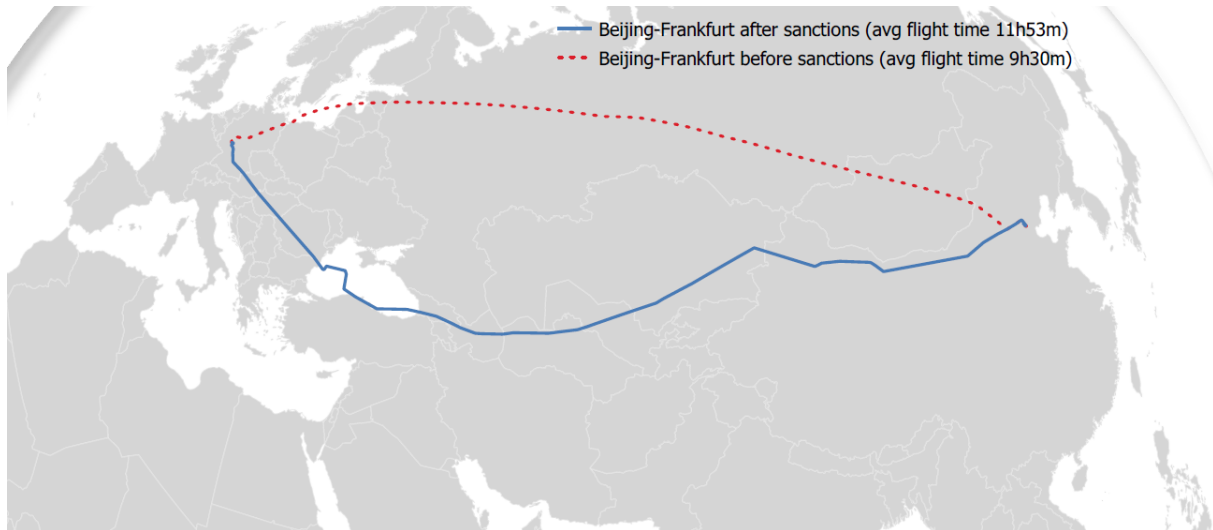 Beijing-Frankfurt after sanctions (avg flight time 11h53m)
Beijing-Frankfurt before sanctions (avg flight time 9h30m)